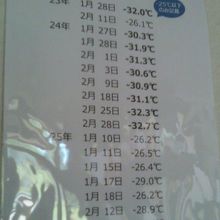 -25℃以下
23年 1月 28日 -32.0℃
2月 11日 -26.1℃
24年 1月 27日 -30.3℃
1月 28日 -31.9℃
2月 1日 -31.3℃
2月 3日 -30.6℃
2月 9日 -30.9℃
2月 18日 -31.1℃
2月 25日 -32.3℃
2月 28日 -32.7℃
25年 1月 10日 -26.2℃
1月 11日 -26.5℃
1月 15日 -26.4℃
1月 17日 -29.0℃
1月 18日 -26.2℃
2月 12日 -28.9℃